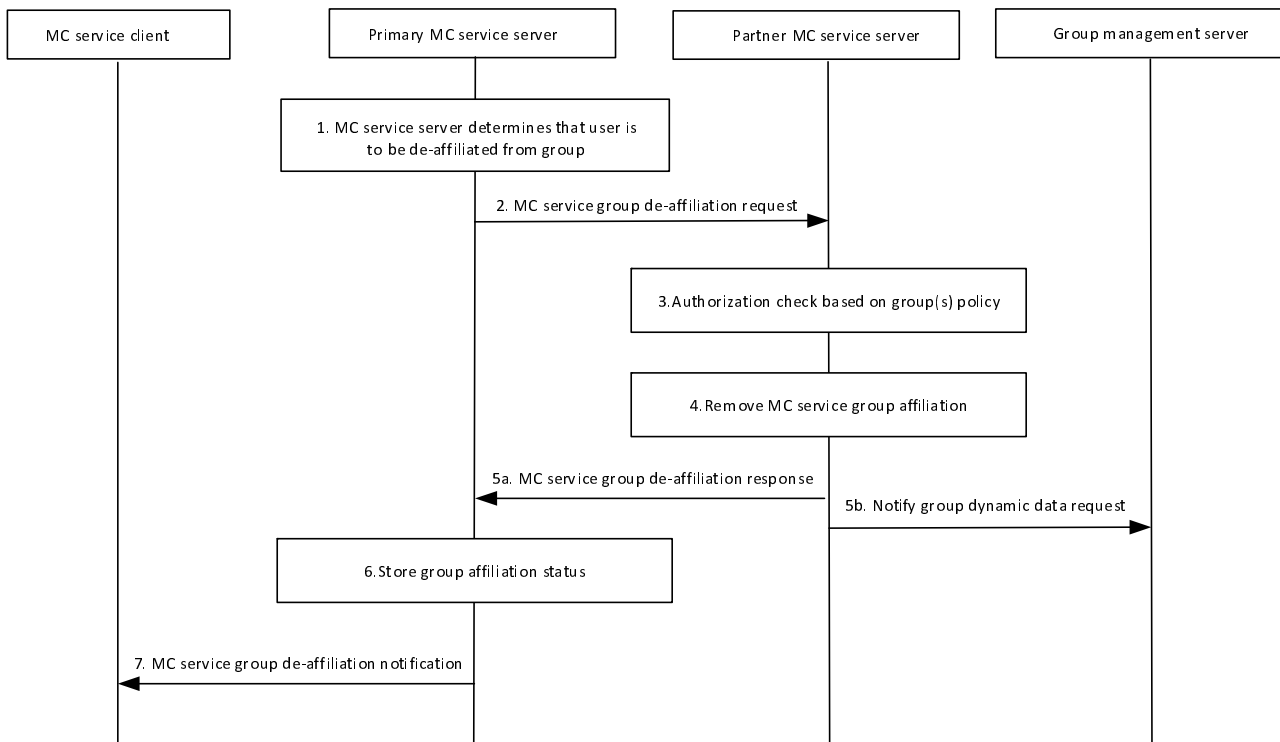 MC service client
Primary MC service server
Partner MC service server
Group management server
1. MC service server determines that user is
to be de-affiliated from group
2. MC service group de-affiliation request
3.Authorization check based on group(s) policy
4.Remove MC service group affiliation
5a. MC service group de-affiliation response
5b. Notify group dynamic data request
6.Store group affiliation status
7. MC service group de-affiliation notification